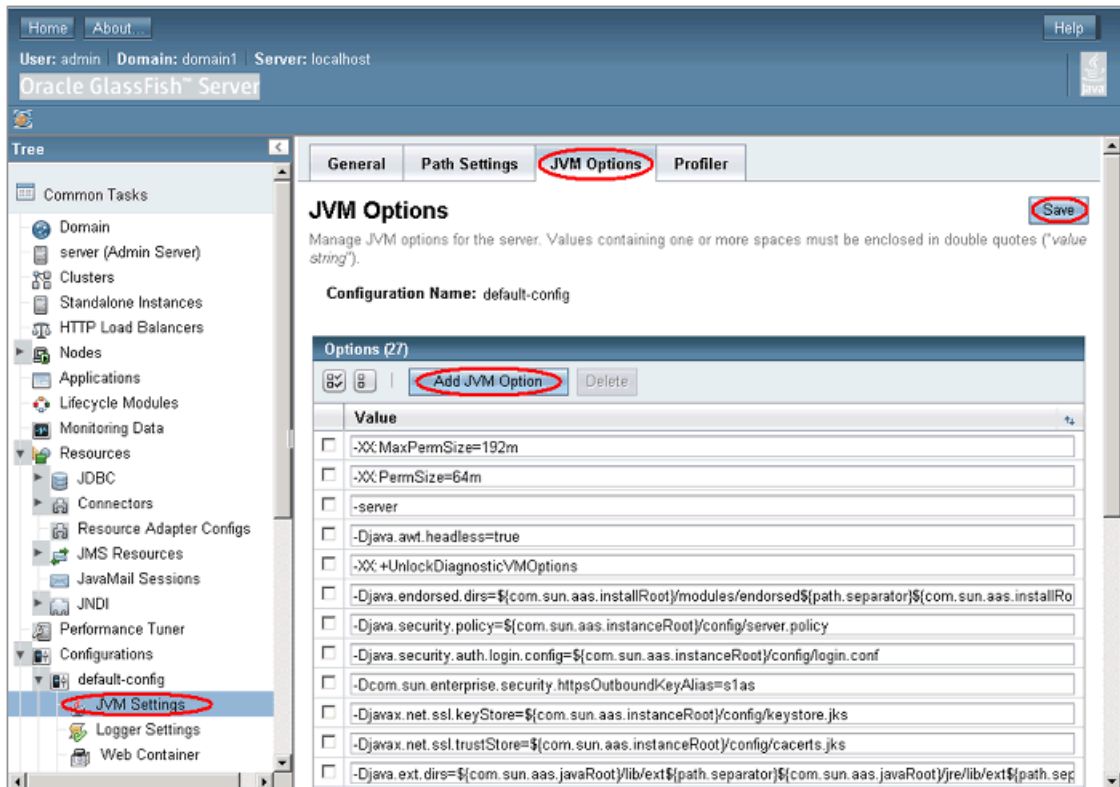 Home About...
Help
User: admin Domain: domain1 Server: localhost
Oracle GlassFish™ Server
Java
Tree
Common Tasks
Domain
server (Admin Server)
Clusters
Standalone Instances
HTTP Load Balancers
Nodes
Applications
Lifecycle Modules
Monitoring Data
Resources
JDBC
Connectors
Resource Adapter Configs
JMS Resources
JavaMail Sessions
JNDI
Performance Tuner
Configurations
default-config
JVM Settings
Logger Settings
Web Container
General Path Settings JVM Options Profiler
JVM Options
Save
Manage JVM options for the server. Values containing one or more spaces must be enclosed in double quotes ("value
string").
Configuration Name: default-config
Options (27)
Add JVM Option Delete
Value
-XX:MaxPermSize=192m
-XX:PermSize=64m
-server
-Djava.awt.headless=true
-XX:+UnlockDiagnosticVMOptions
-Djava.endorsed.dirs=${com.sun.aas.installRoot}/modules/endorsed${path.separator}${com.sun.aas.installRo
-Djava.security.policy=${com.sun.aas.instanceRoot}/config/server.policy
-Djava.security.auth.login.config=${com.sun.aas.instanceRoot}/config/login.conf
-Dcom.sun.enterprise.security.httpsOutboundKeyAlias=s1as
-Djavax.net.ssl.keyStore=${com.sun.aas.instanceRoot}/config/keystore.jks
-Djavax.net.ssl.trustStore=${com.sun.aas.instanceRoot}/config/cacerts.jks
-Djava.ext.dirs=${com.sun.aas.javaRoot}/lib/ext${path.separator}${com.sun.aas.javaRoot}/jre/lib/ext${path.sep